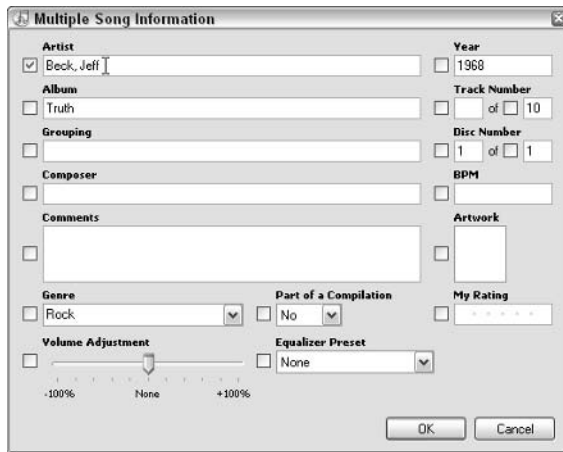 Multiple Song Information
Artist
Year
Beck, Jeff
1968
Album
Track Number
Truth
of 10
Grouping
Disc Number
1 of 1
Composer
BPM
Comments
Artwork
Genre
Part of a Compilation
My Rating
Rock
No
Volume Adjustment
Equalizer Preset
None
-100% None +100%
OK Cancel